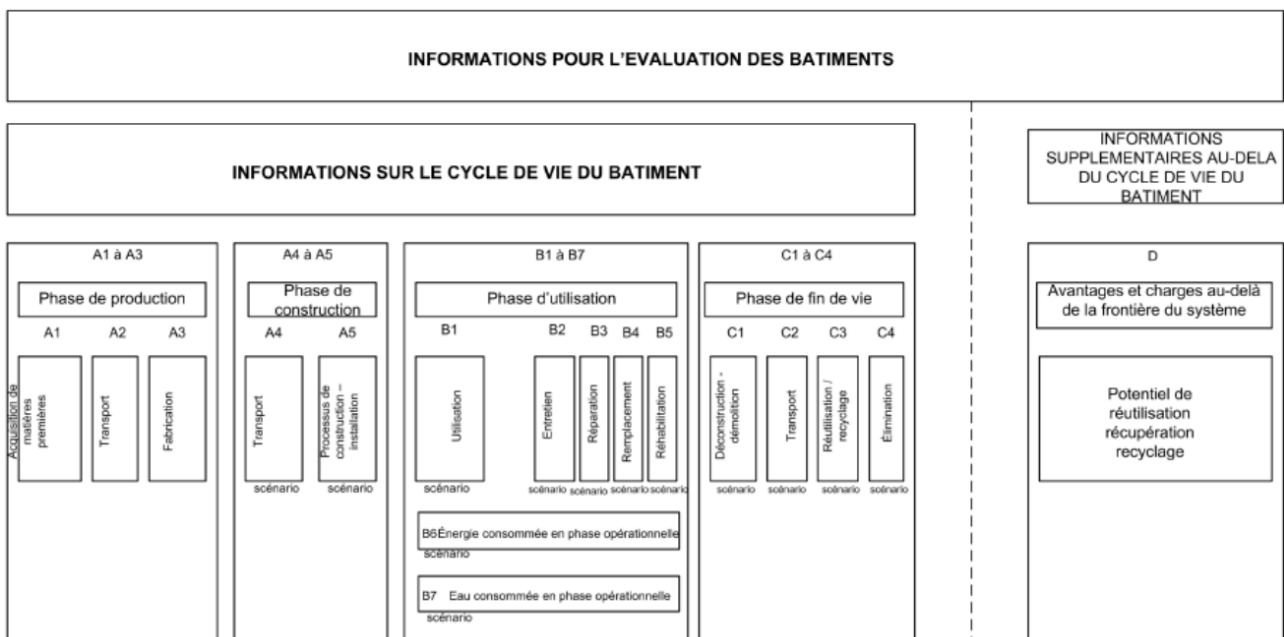 INFORMATIONS POUR L'EVALUATION DES BATIMENTS
INFORMATIONS SUR LE CYCLE DE VIE DU BATIMENT
INFORMATIONS
SUPPLEMENTAIRES AU-DELA
DU CYCLE DE VIE DU
BATIMENT
A1 à A3
Phase de production
A1
A2
A3
Acquisition de
matières
premières
Transport
Fabrication
A4 à A5
Phase de
construction
A4
A5
Transport
Processus de
construction –
installation
scénario
scénario
B1 à B7
Phase d'utilisation
B1
B2
B3
B4
B5
Utilisation
Entretien
Réparation
Remplacement
Réhabilitation
scénario
scénario
scénario
scénario
scénario
B6 Énergie consommée en phase opérationnelle
scénario
B7 Eau consommée en phase opérationnelle
scénario
C1 à C4
Phase de fin de vie
C1
C2
C3
C4
Déconstruction -
démolition
Transport
Réutilisation /
recyclage
Élimination
scénario
scénario
scénario
scénario
D
Avantages et charges au-delà
de la frontière du système
Potentiel de
réutilisation
récupération
recyclage